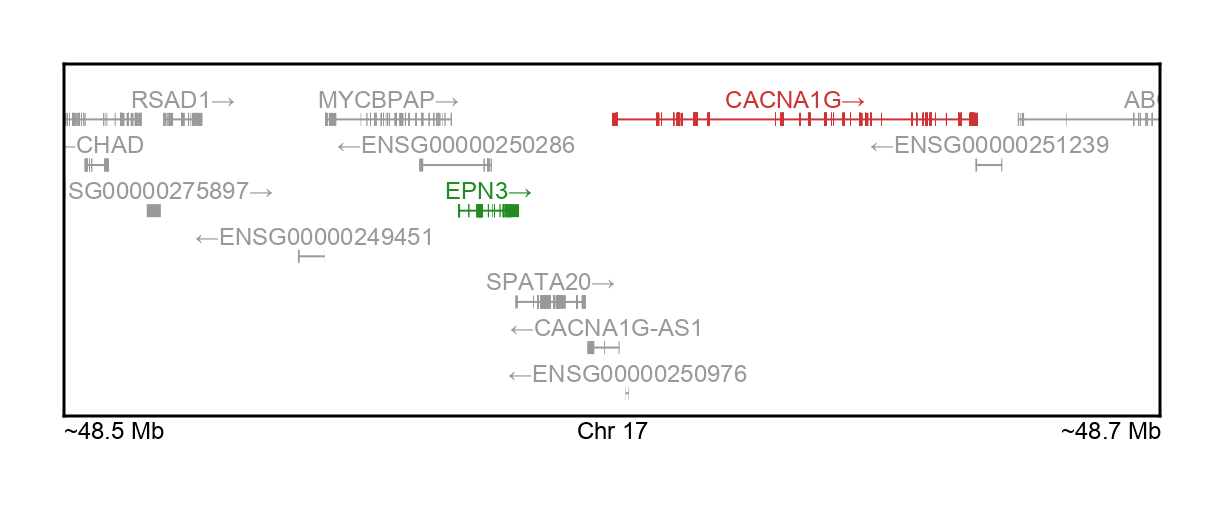 RSAD1→ MYCBPAP→ CACNA1G→ AB
←CHAD ←ENSG00000250286 ←ENSG00000251239
SG00000275897→ EPN3→
←ENSG00000249451
SPATA20→
←CACNA1G-AS1
←ENSG00000250976
~48.5 Mb Chr 17 ~48.7 Mb